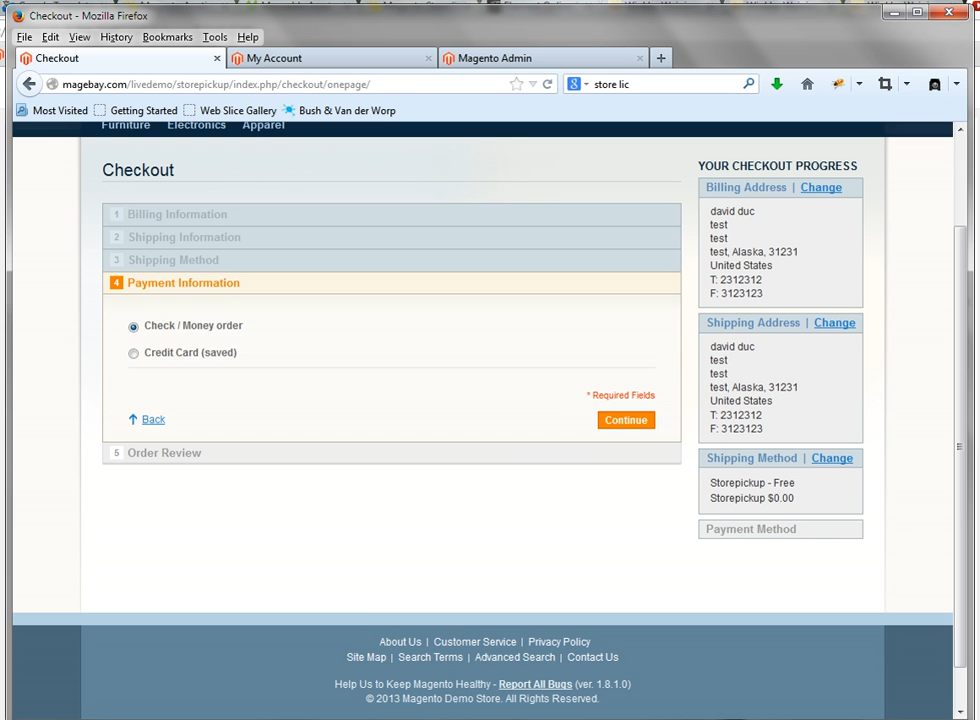 Checkout - Mozilla Firefox
File Edit View History Bookmarks Tools Help
Checkout × My Account × Magento Admin × +
magebay.com/livedemo/storepickup/index.php/checkout/onepage/ store lic
Most Visited Getting Started Web Slice Gallery Bush & Van der Worp
Furniture Electronics Apparel
Checkout
1 Billing Information
2 Shipping Information
3 Shipping Method
4 Payment Information
Check / Money order
Credit Card (saved)
* Required Fields
Back
Continue
5 Order Review
YOUR CHECKOUT PROGRESS
Billing Address | Change
david duc
test
test
test, Alaska, 31231
United States
T: 2312312
F: 3123123
Shipping Address | Change
david duc
test
test
test, Alaska, 31231
United States
T: 2312312
F: 3123123
Shipping Method | Change
Storepickup - Free
Storepickup $0.00
Payment Method
About Us | Customer Service | Privacy Policy
Site Map | Search Terms | Advanced Search | Contact Us
Help Us to Keep Magento Healthy - Report All Bugs (ver. 1.8.1.0)
© 2013 Magento Demo Store. All Rights Reserved.